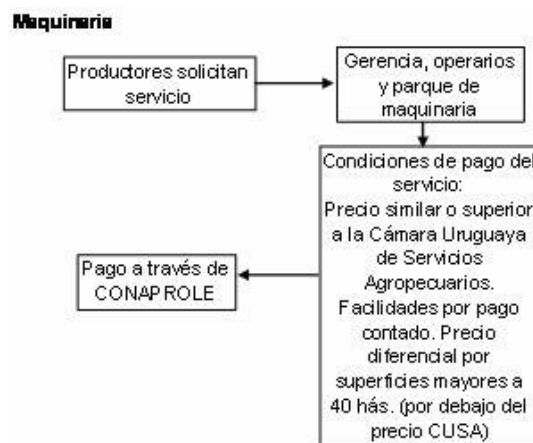 Maquinaria
Productores solicitan
servicio
Gerencia, operarios
y parque de
maquinaria
Condiciones de pago del
servicio:
Precio similar o superior
a la Cámara Uruguaya
de Servicios
Agropecuarios.
Facilidades por pago
contado. Precio
diferencial por
superficies mayores a
40 hás. (por debajo del
precio CUSA)
Pago a través de
CONAPROLE